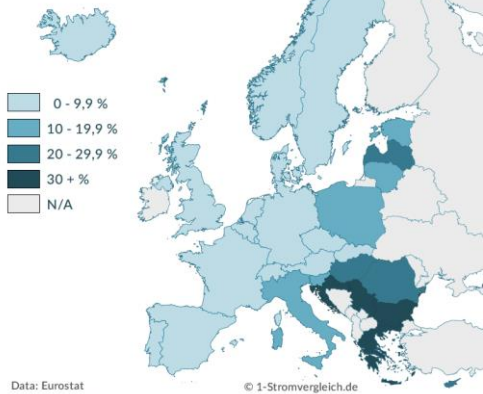 0 - 9,9 %
10 - 19,9 %
20 - 29,9 %
30 + %
N/A
Data: Eurostat
© 1-Stromvergleich.de